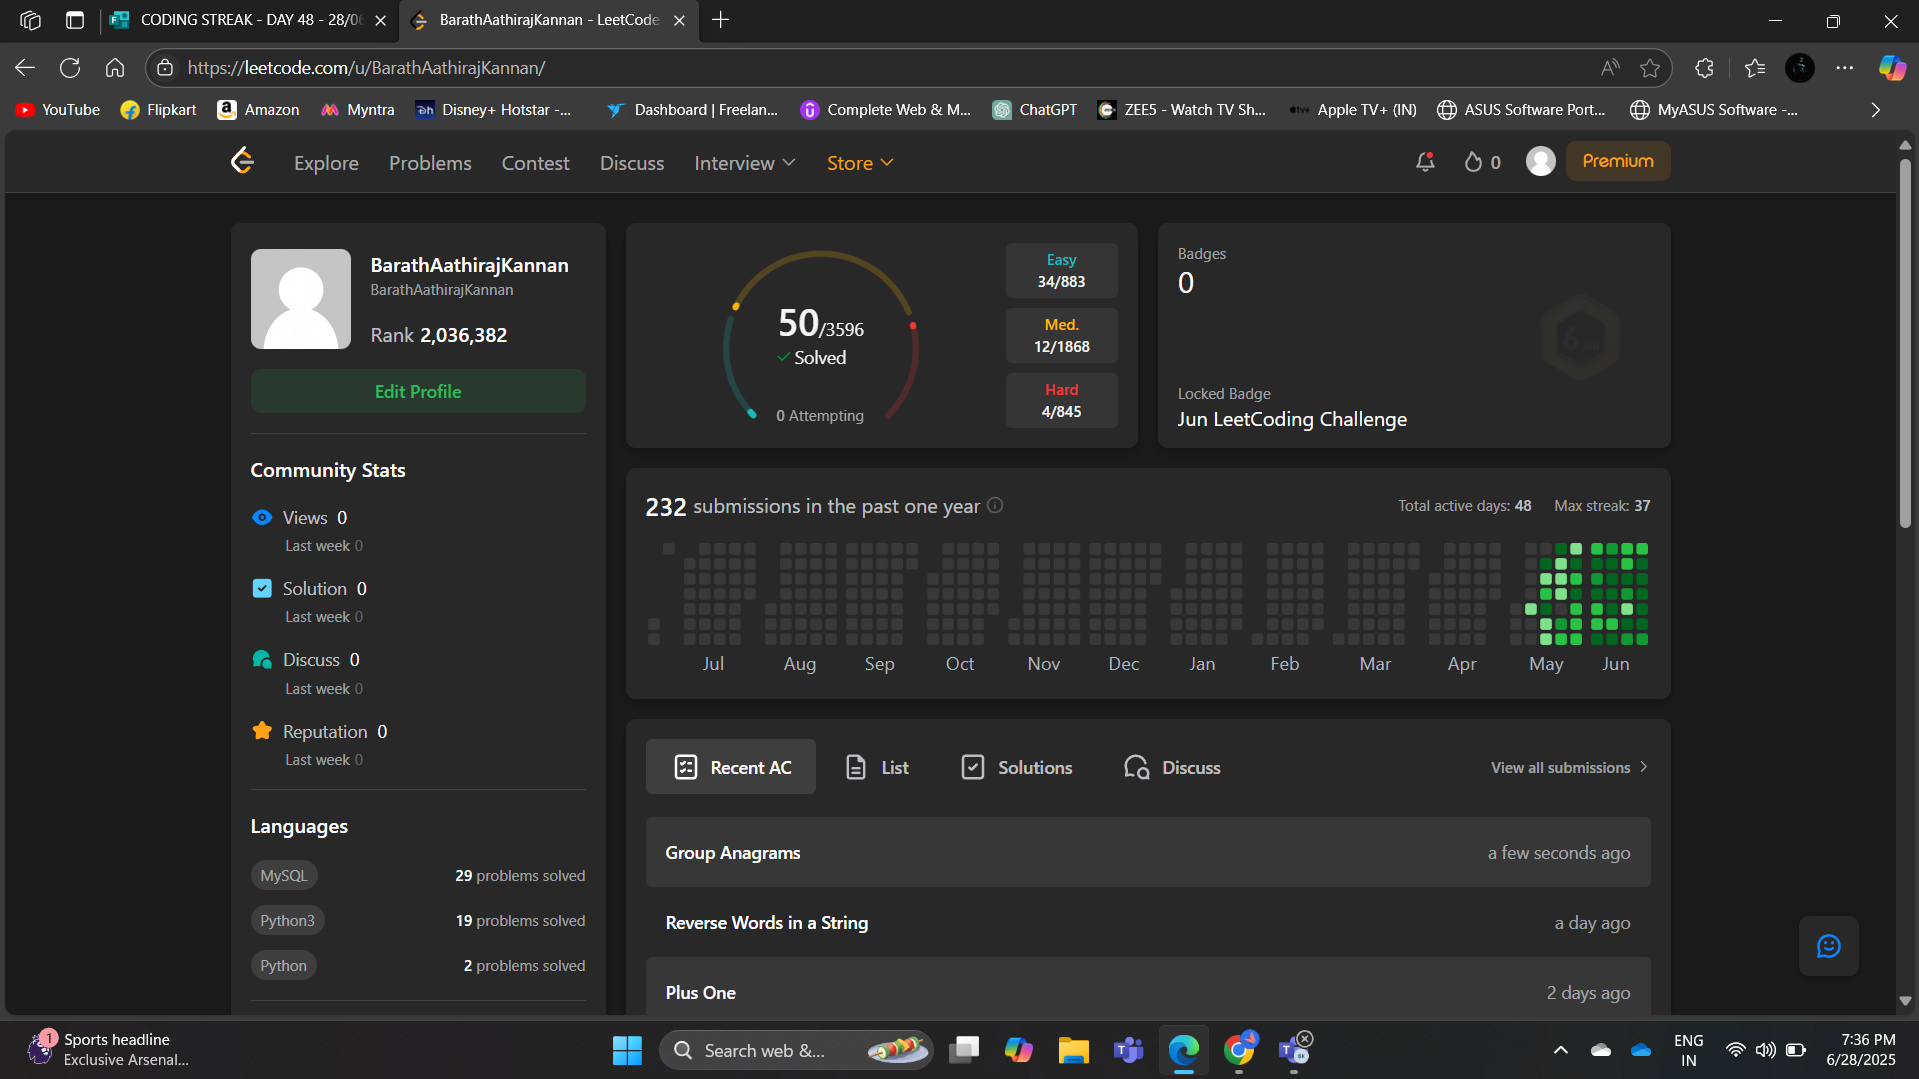 CODING STREAK - DAY 48 - 28/0
BarathAathirajKannan - LeetCode
https://leetcode.com/u/BarathAathirajKannan/
YouTube
Flipkart
Amazon
Myntra
Disney+ Hotstar -...
Dashboard | Freelan...
Complete Web & M...
ChatGPT
ZEE5 - Watch TV Sh...
Apple TV+ (IN)
ASUS Software Port...
MyASUS Software -...
Explore
Problems
Contest
Discuss
Interview
Store
0
Premium
BarathAathirajKannan
BarathAathirajKannan
Rank 2,036,382
Edit Profile
Community Stats
Views 0
Last week 0
Solution 0
Last week 0
Discuss 0
Last week 0
Reputation 0
Last week 0
Languages
MySQL 29 problems solved
Python3 19 problems solved
Python 2 problems solved
50/3596
Solved
0 Attempting
Easy
34/883
Med.
12/1868
Hard
4/845
Badges
0
Locked Badge
Jun LeetCoding Challenge
232 submissions in the past one year
Total active days: 48
Max streak: 37
Jul Aug Sep Oct Nov Dec Jan Feb Mar Apr May Jun
Recent AC
List
Solutions
Discuss
View all submissions
Group Anagrams a few seconds ago
Reverse Words in a String a day ago
Plus One 2 days ago
1
Sports headline
Exclusive Arsenal...
Search web &...
ENG
IN
7:36 PM
6/28/2025